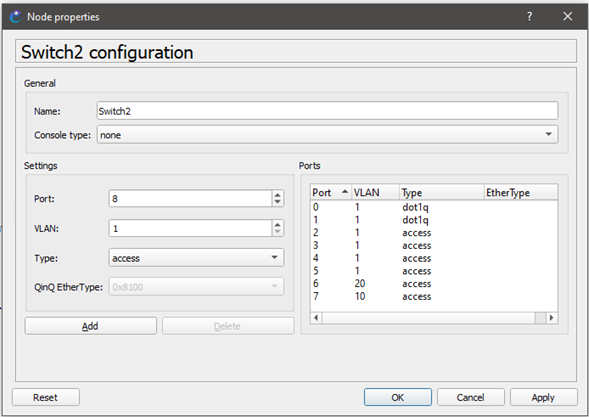 Node properties
Switch2 configuration
General
Name: Switch2
Console type: none
Settings
Port: 8
VLAN: 1
Type: access
QinQ EtherType: 0x8100
Add Delete
Ports
Port VLAN Type EtherType
0 1 dot1q
1 1 dot1q
2 1 access
3 1 access
4 1 access
5 1 access
6 20 access
7 10 access
Reset OK Cancel Apply